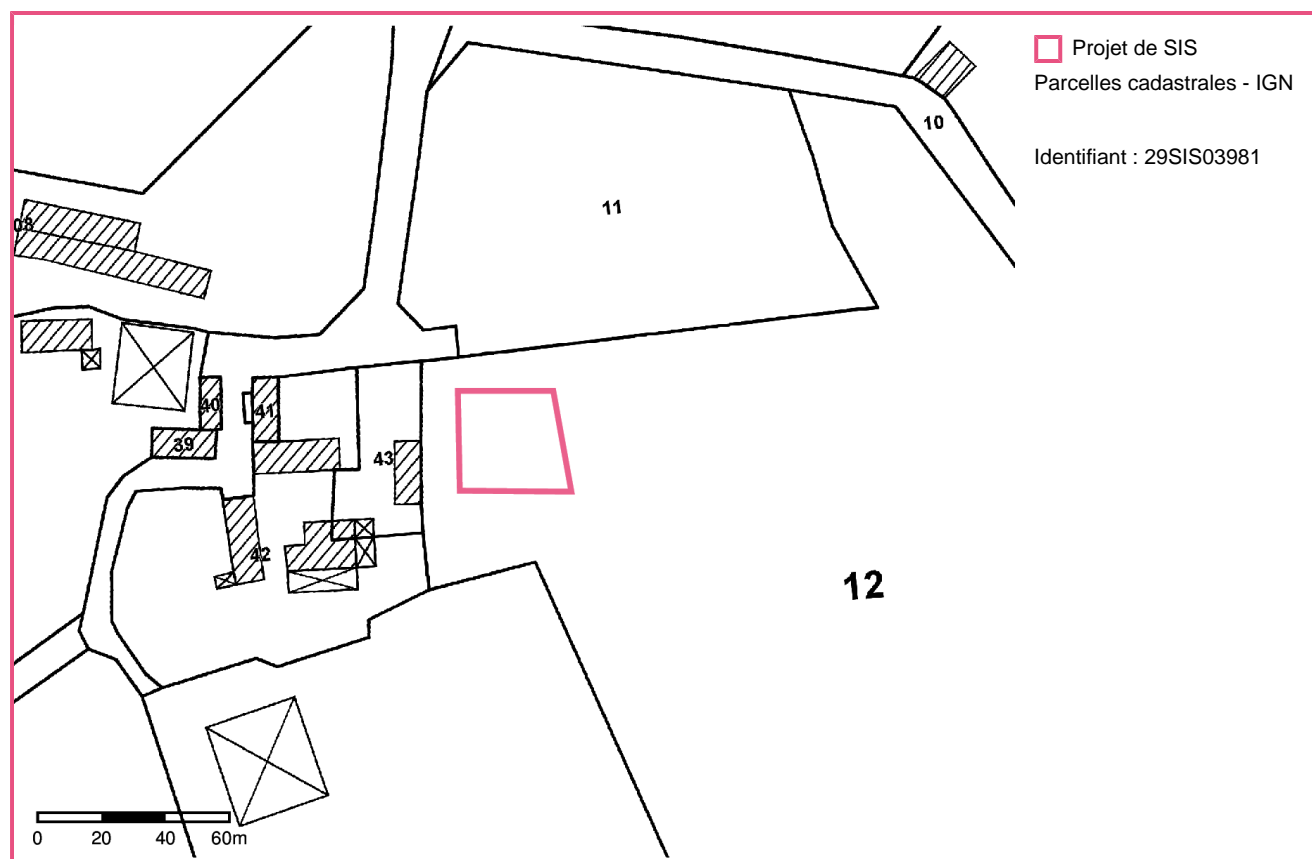 Projet de SIS
Parcelles cadastrales - IGN
Identifiant : 29SIS03981
10
11
08
40
41
39
43
42
12
0 20 40 60m